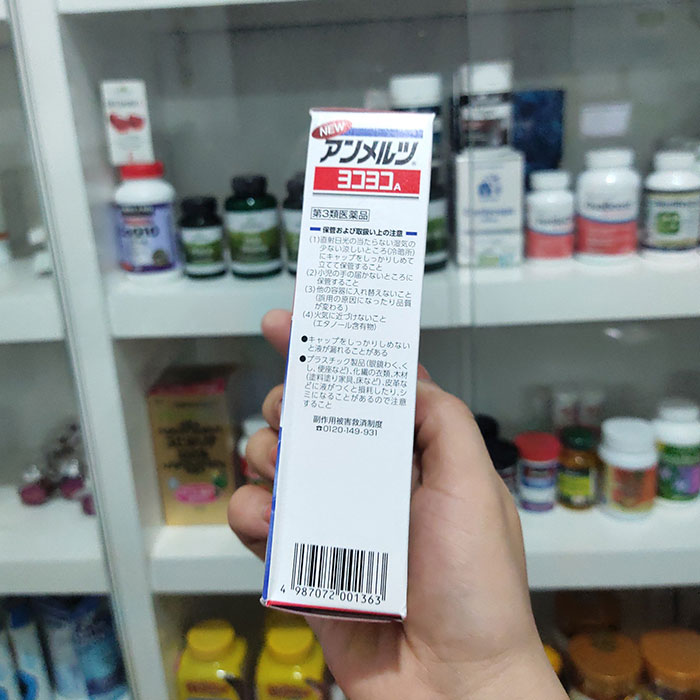 NEW
アンメルツ®
ヨコヨコA
第3類医薬品
保管および取扱い上の注意
(1)直射日光の当たらない湿気の
少ない涼しいところ(冷暗所)
にキャップをしっかりしめて
立てて保管すること
(2)小児の手の届かないところに
保管すること
(3)他の容器に入れ替えないこと
(誤用の原因になったり品質
が変わる)
(4)火気に近づけないこと
(エタノール含有物)
●キャップをしっかりしめない
と液が漏れることがある
●プラスチック製品(眼鏡わく、く
し、便座など)、化繊の衣類、木材
(塗料塗り家具、床など)、皮革な
どに液がつくと損耗したり、シ
ミになることがあるので注意
すること
副作用被害救済制度
☎0120-149-931
4 987072 001363